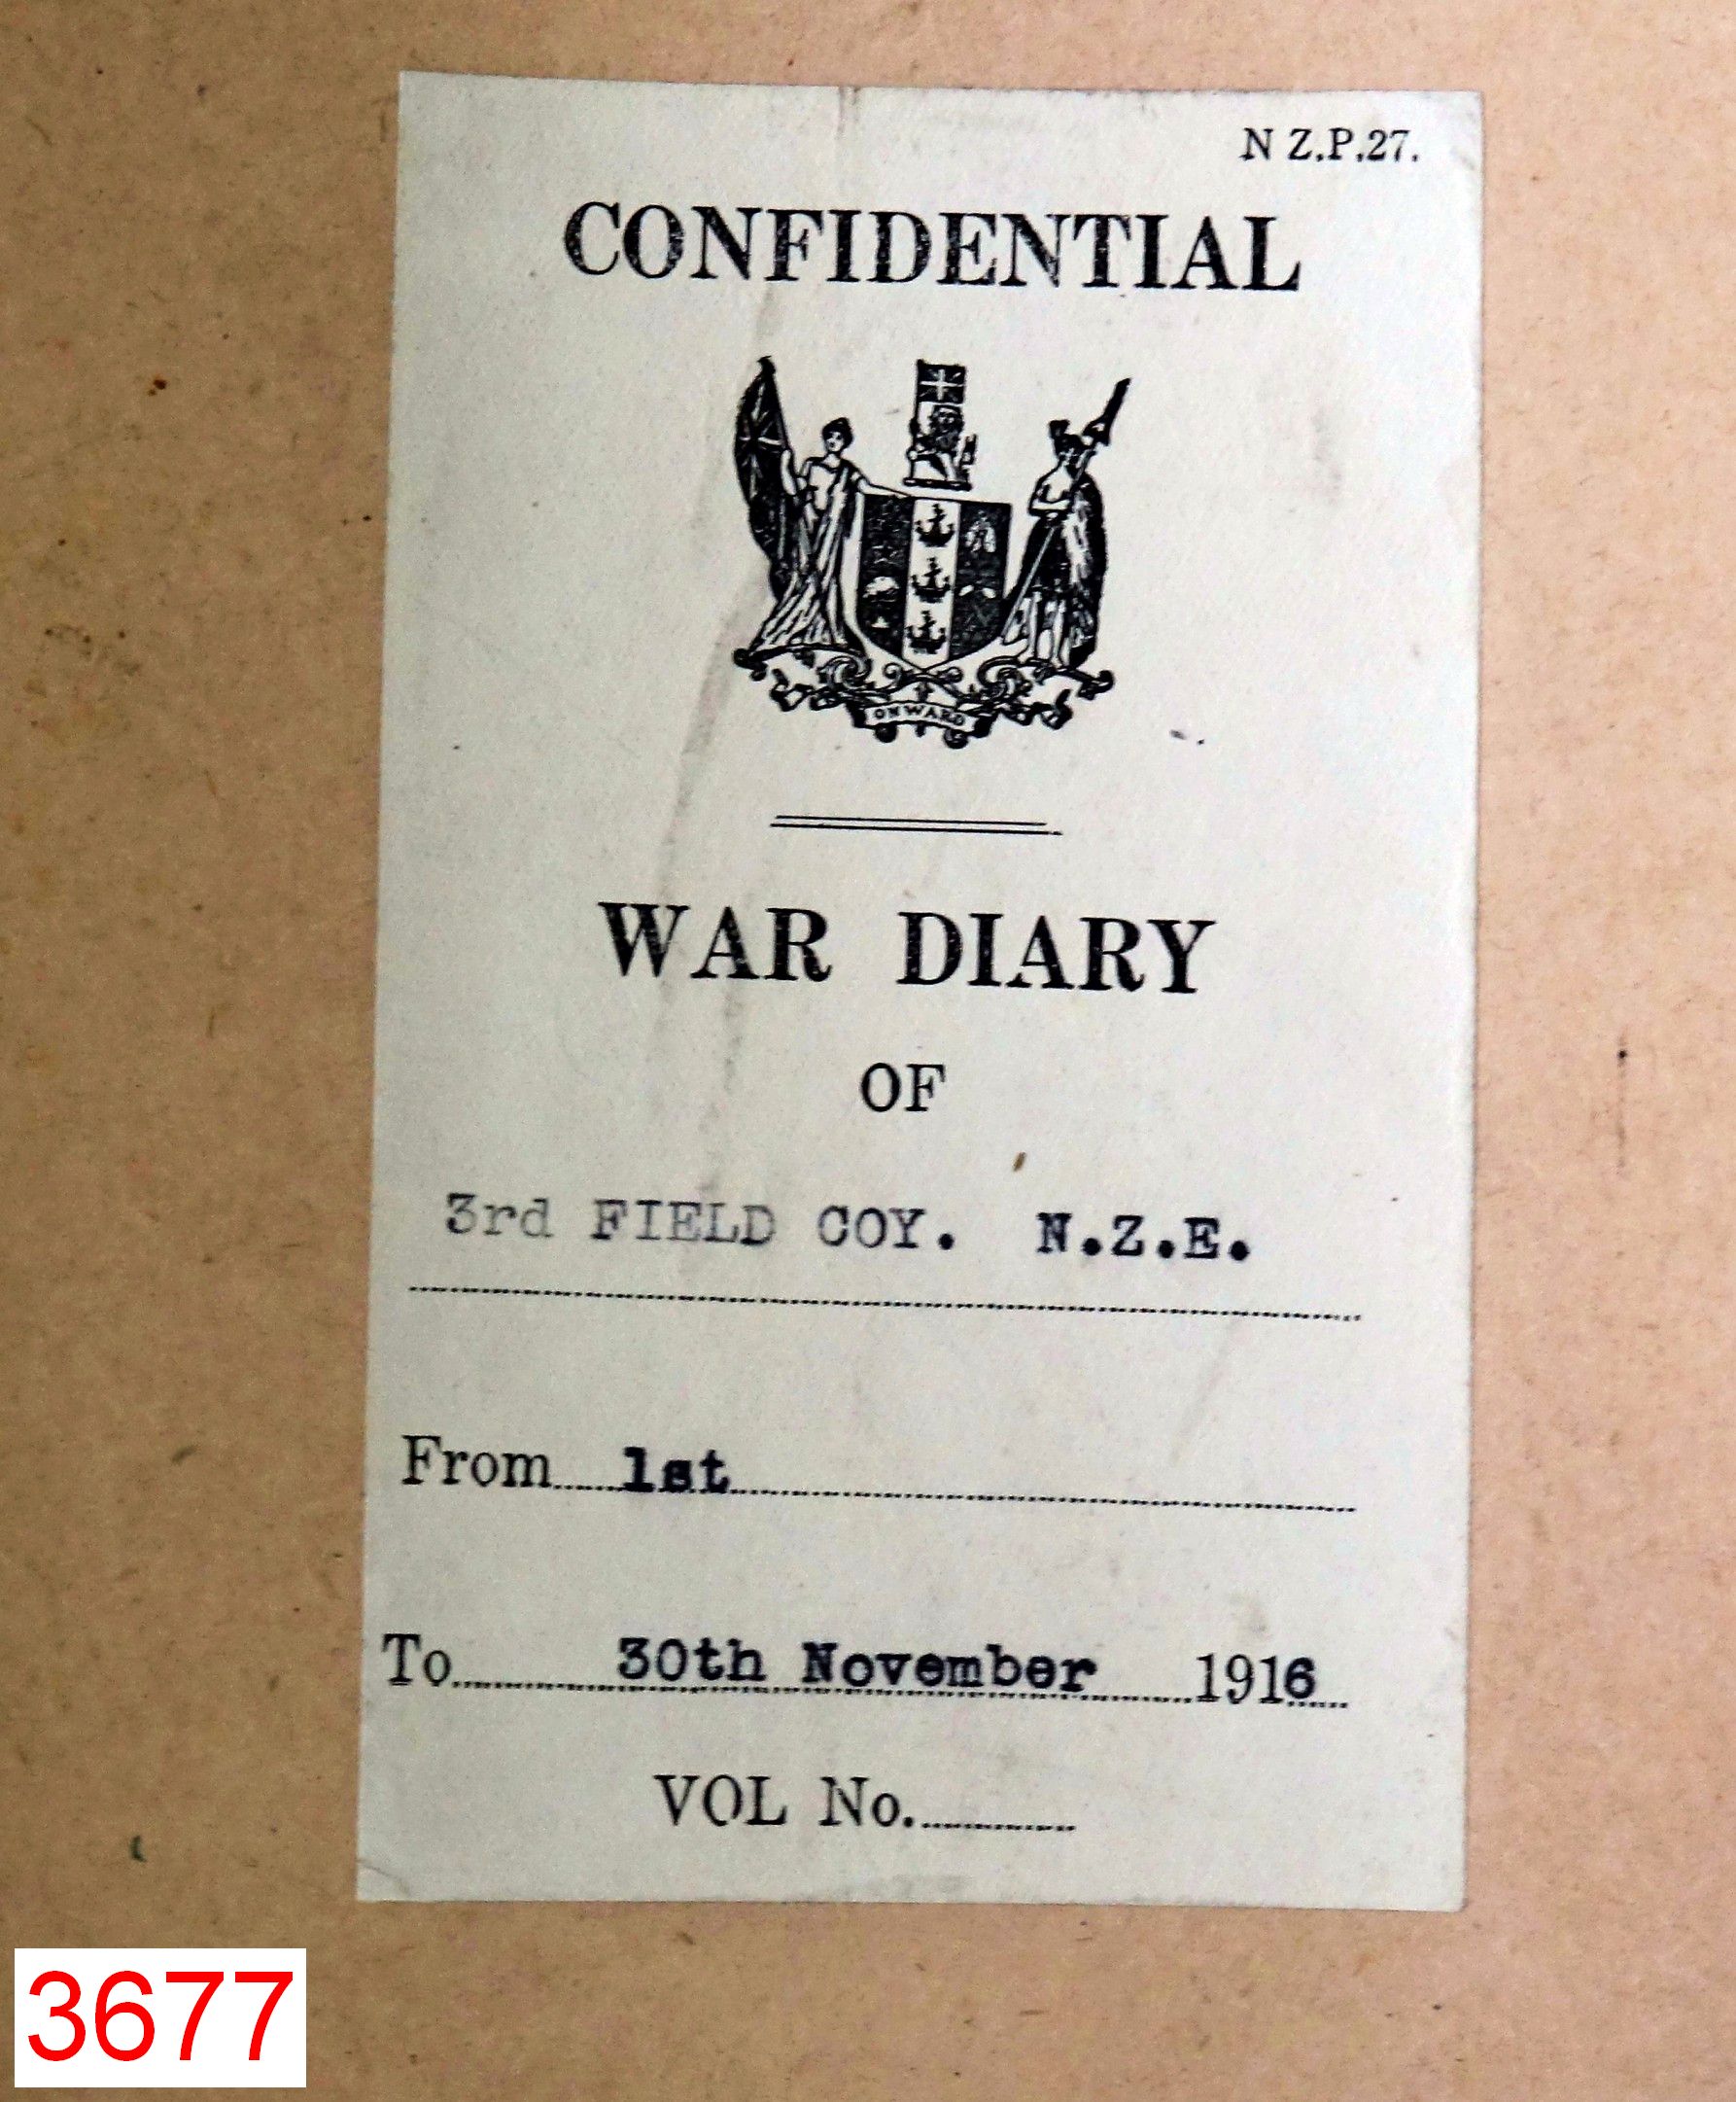 N Z.P.27.
CONFIDENTIAL
ONWARD
WAR DIARY
OF
3rd FIELD COY. N.Z.E.
From 1st
To 30th November 1916
VOL No.
3677